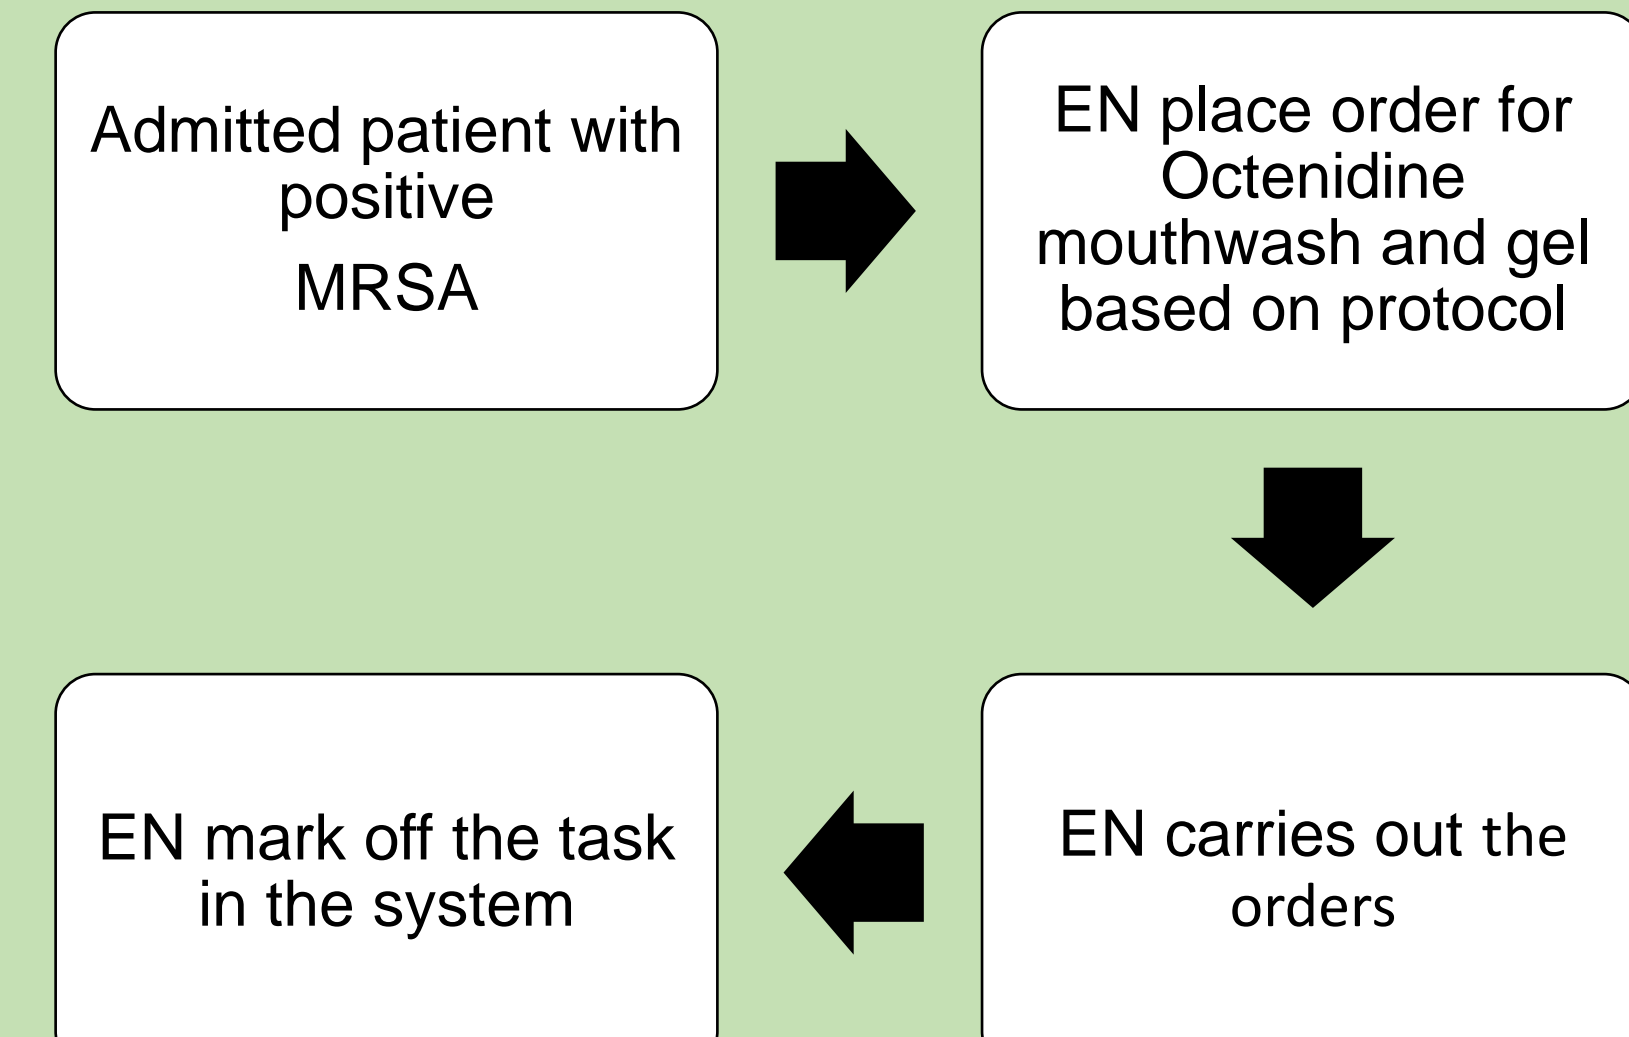 Admitted patient with
positive
MRSA
EN place order for
Octenidine
mouthwash and gel
based on protocol
EN carries out the
orders
EN mark off the task
in the system